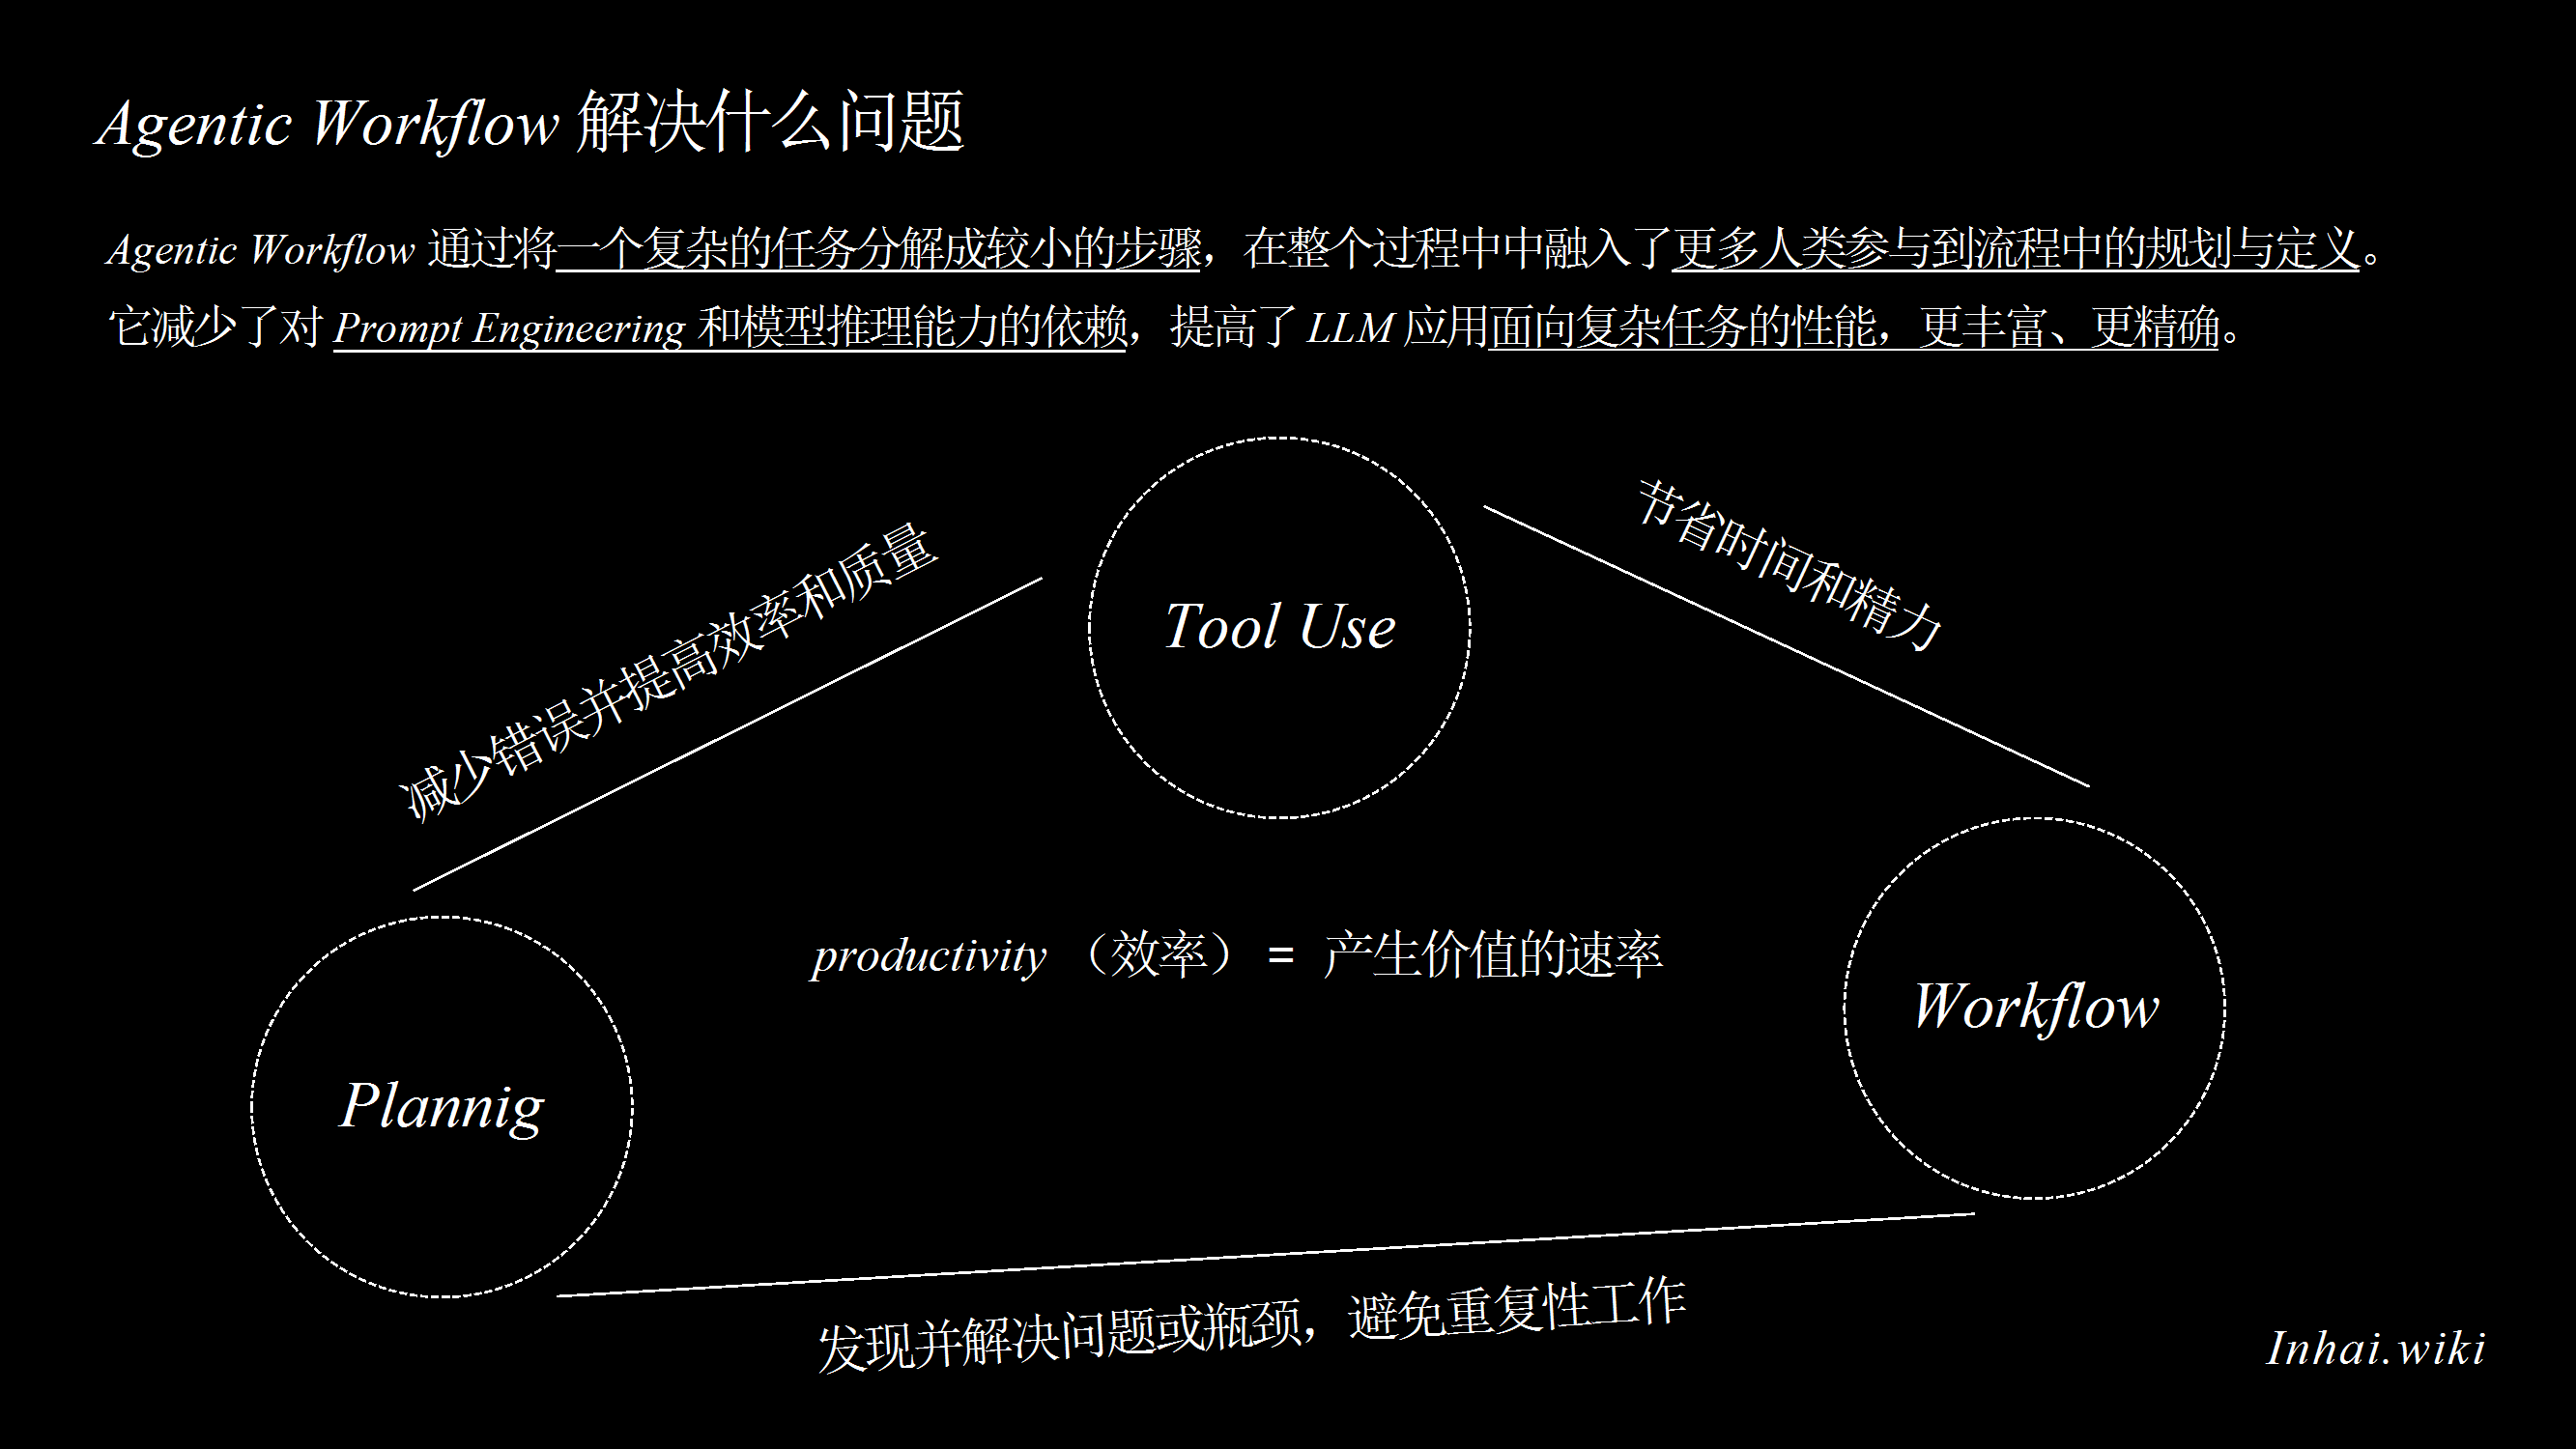 Agentic Workflow 解决什么问题
Agentic Workflow 通过将一个复杂的任务分解成较小的步骤，在整个过程中中融入了更多人类参与到流程中的规划与定义。
它减少了对 Prompt Engineering 和模型推理能力的依赖，提高了 LLM 应用面向复杂任务的性能，更丰富、更精确。
减少错误并提高效率和质量
Tool Use
节省时间和精力
productivity（效率）= 产生价值的速率
Plannig
Workflow
发现并解决问题或瓶颈，避免重复性工作
Inhai.wiki